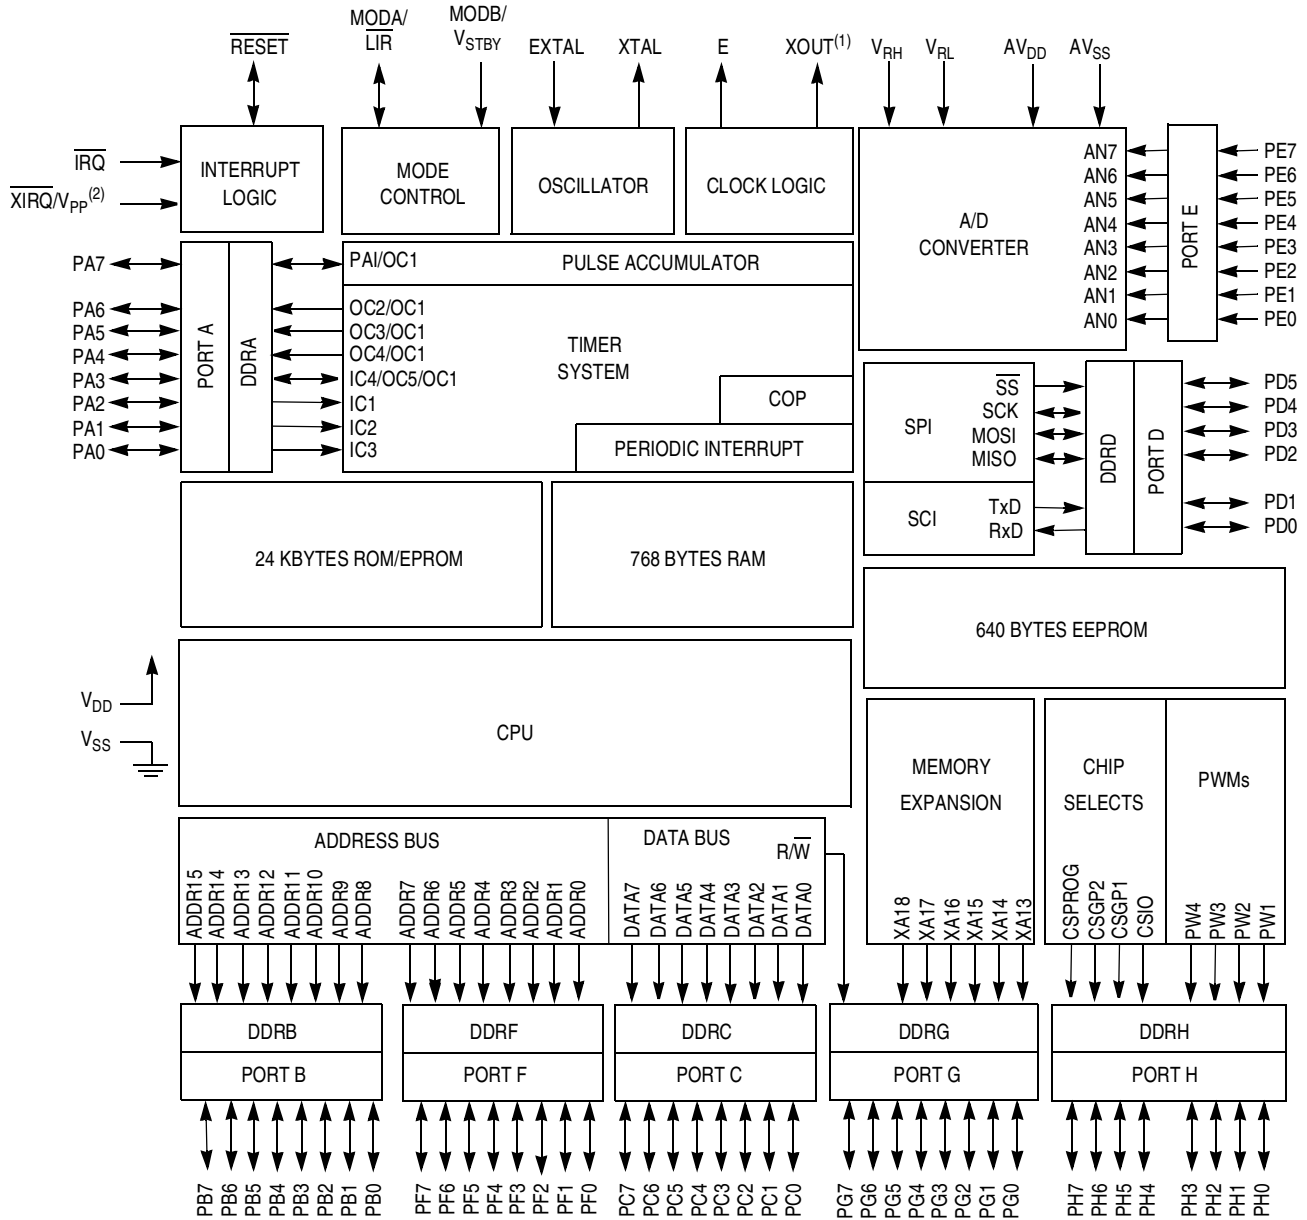 MODA/
LIR
MODB/
VSTBY
RESET
EXTAL
XTAL
E
XOUT(1)
VRH
VRL
AVDD
AVSS
IRQ
XIRQ/VPP(2)
INTERRUPT
LOGIC
MODE
CONTROL
OSCILLATOR
CLOCK LOGIC
A/D
CONVERTER
AN7
AN6
AN5
AN4
AN3
AN2
AN1
AN0
PORT E
PE7
PE6
PE5
PE4
PE3
PE2
PE1
PE0
PA7
PA6
PA5
PA4
PA3
PA2
PA1
PA0
PORT A
DDRA
PAI/OC1
PULSE ACCUMULATOR
OC2/OC1
OC3/OC1
OC4/OC1
IC4/OC5/OC1
IC1
IC2
IC3
TIMER
SYSTEM
COP
PERIODIC INTERRUPT
SPI
SS
SCK
MOSI
MISO
SCI
TxD
RxD
DDRD
PORT D
PD5
PD4
PD3
PD2
PD1
PD0
24 KBYTES ROM/EPROM
768 BYTES RAM
640 BYTES EEPROM
VDD
VSS
CPU
MEMORY
EXPANSION
CHIP
SELECTS
PWMs
ADDRESS BUS
DATA BUS
R/W
ADDR15
ADDR14
ADDR13
ADDR12
ADDR11
ADDR10
ADDR9
ADDR8
ADDR7
ADDR6
ADDR5
ADDR4
ADDR3
ADDR2
ADDR1
ADDR0
DATA7
DATA6
DATA5
DATA4
DATA3
DATA2
DATA1
DATA0
XA18
XA17
XA16
XA15
XA14
XA13
CSPROG
CSGP2
CSGP1
CSIO
PW4
PW3
PW2
PW1
DDRB
DDRF
DDRC
DDRG
DDRH
PORT B
PORT F
PORT C
PORT G
PORT H
PB7
PB6
PB5
PB4
PB3
PB2
PB1
PB0
PF7
PF6
PF5
PF4
PF3
PF2
PF1
PF0
PC7
PC6
PC5
PC4
PC3
PC2
PC1
PC0
PG7
PG6
PG5
PG4
PG3
PG2
PG1
PG0
PH7
PH6
PH5
PH4
PH3
PH2
PH1
PH0